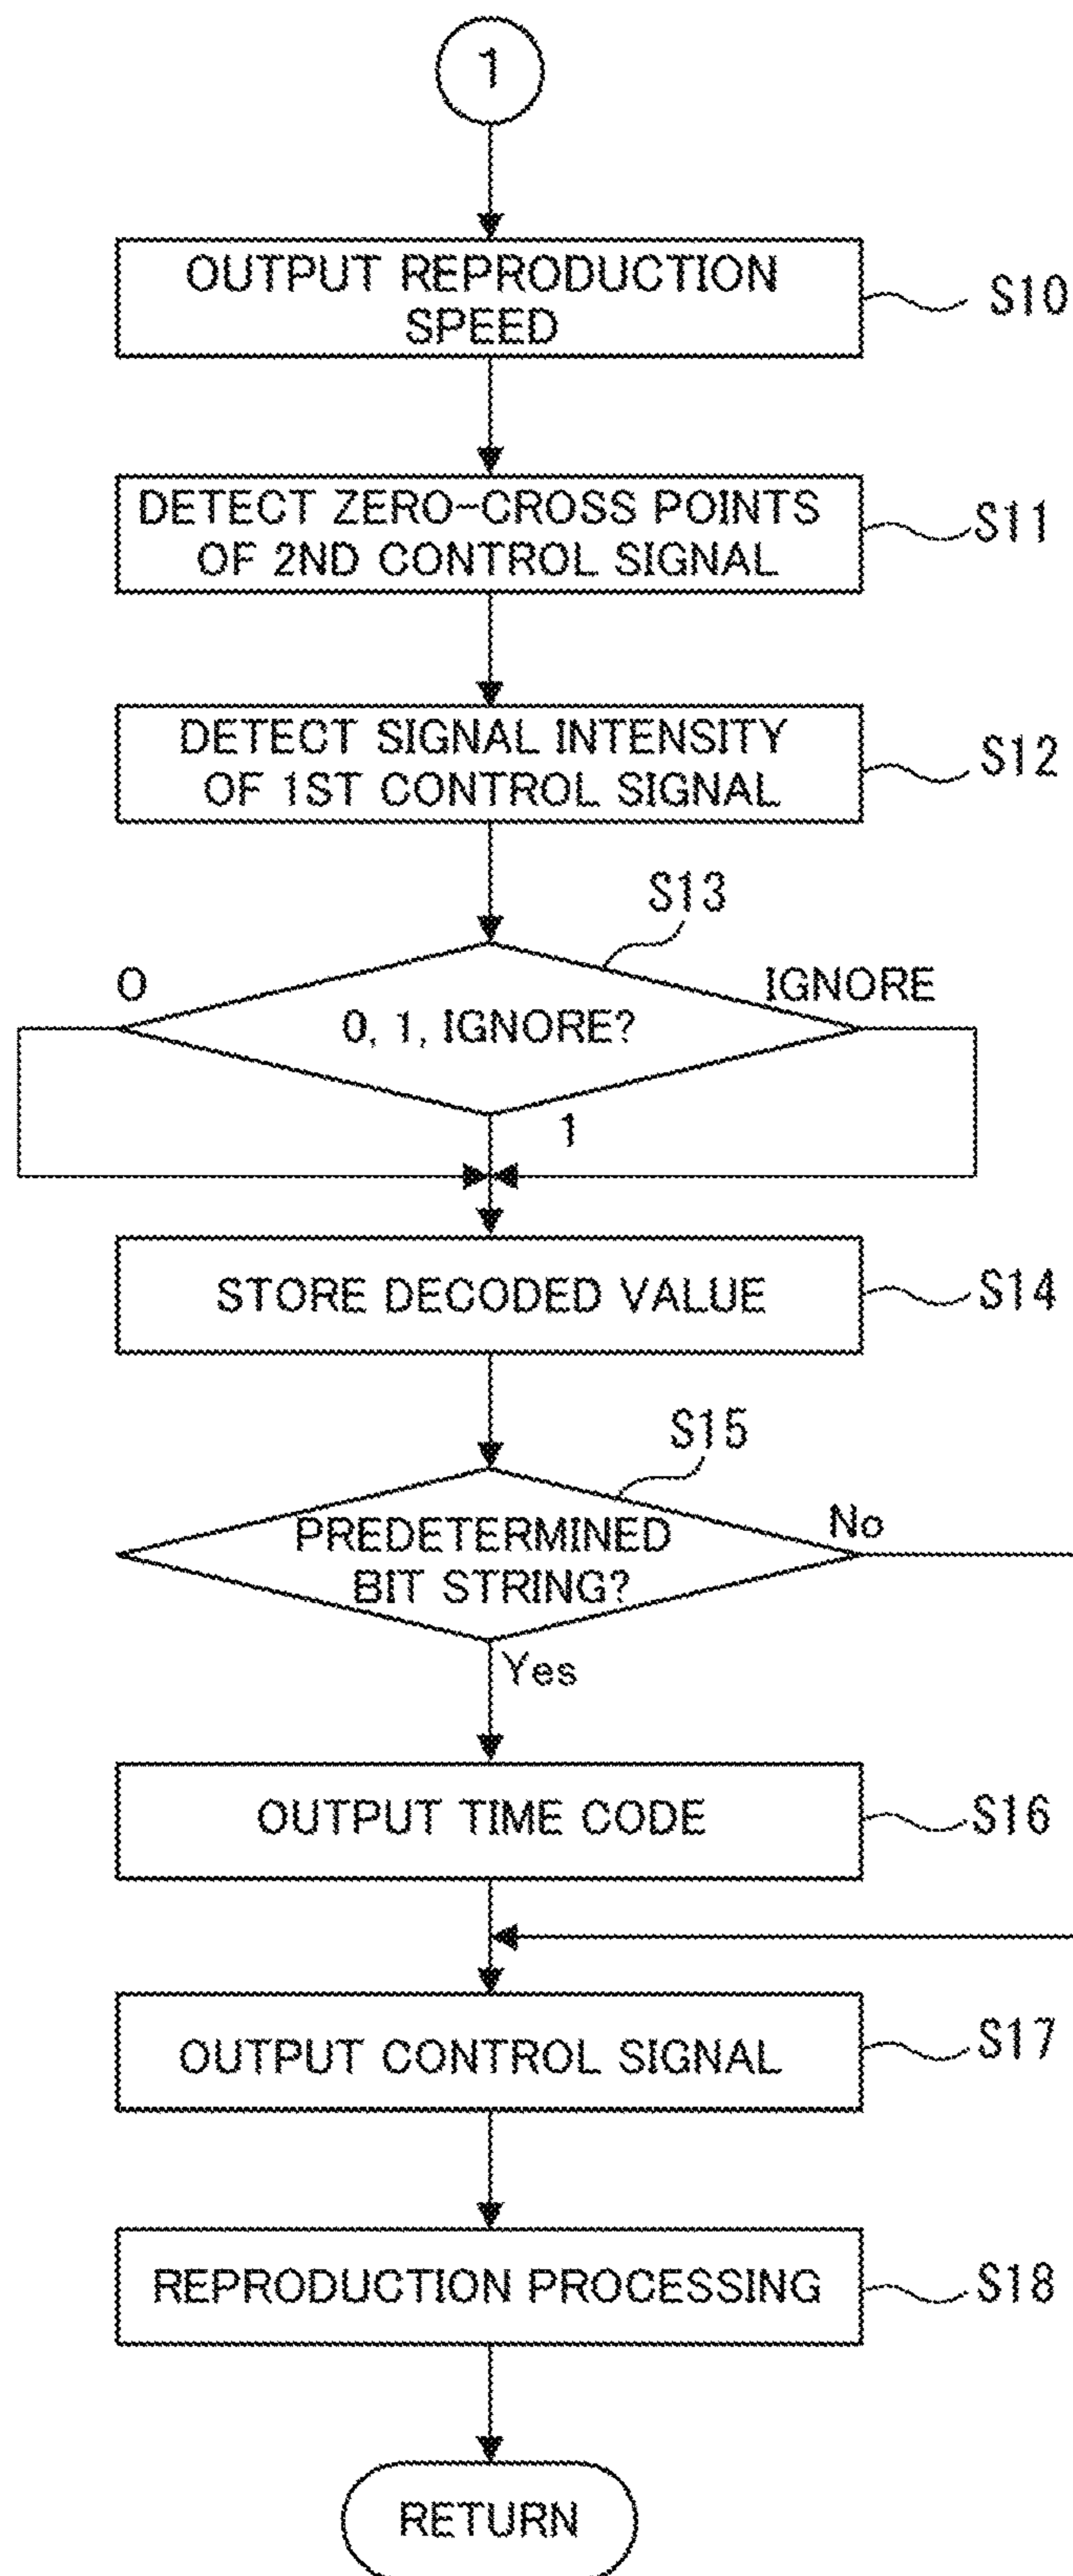 1
OUTPUT REPRODUCTION
SPEED
S10
DETECT ZERO-CROSS POINTS
OF 2ND CONTROL SIGNAL
S11
DETECT SIGNAL INTENSITY
OF 1ST CONTROL SIGNAL
S12
S13
0
IGNORE
0, 1, IGNORE?
1
STORE DECODED VALUE
S14
S15
PREDETERMINED
BIT STRING?
No
Yes
OUTPUT TIME CODE
S16
OUTPUT CONTROL SIGNAL
S17
REPRODUCTION PROCESSING
S18
RETURN